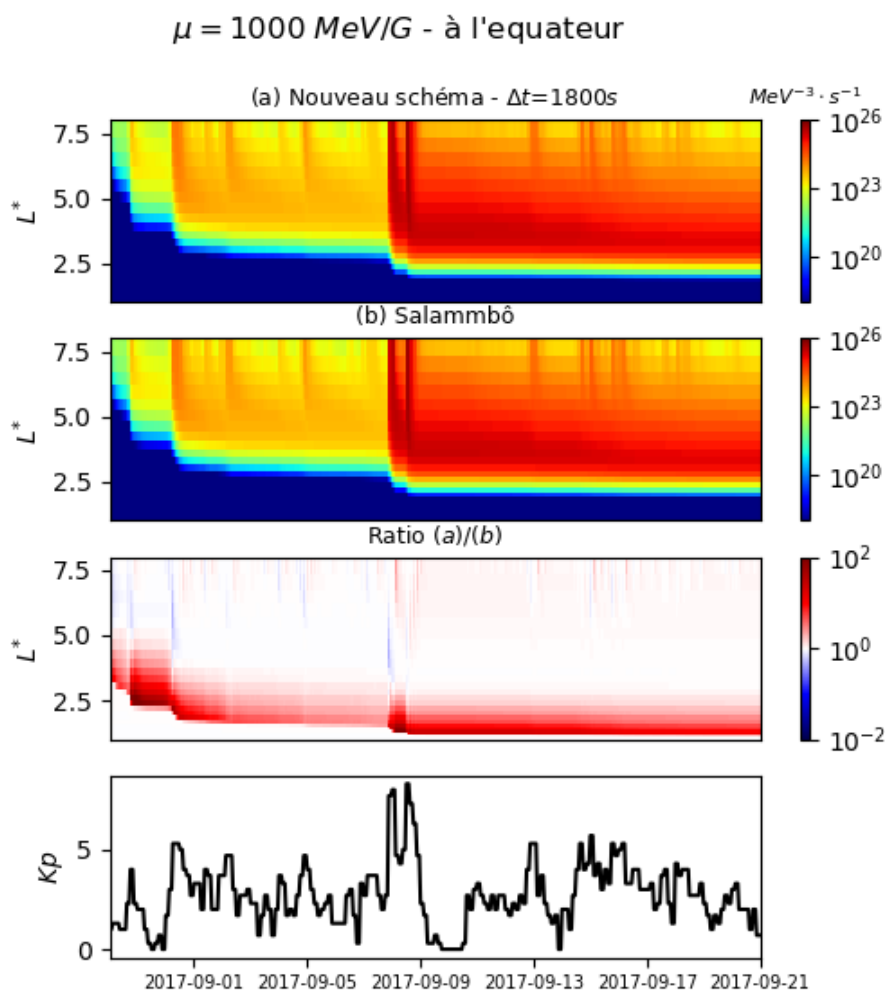 μ = 1000 MeV/G - à l'equateur
(a) Nouveau schéma - Δt=1800s
MeV⁻³ · s⁻¹
7.5
5.0
2.5
L*
10²⁶
10²³
10²⁰
(b) Salammbô
7.5
5.0
2.5
L*
10²⁶
10²³
10²⁰
Ratio (a)/(b)
7.5
5.0
2.5
L*
10²
10⁰
10⁻²
5
0
Kp
2017-09-01 2017-09-05 2017-09-09 2017-09-13 2017-09-17 2017-09-21